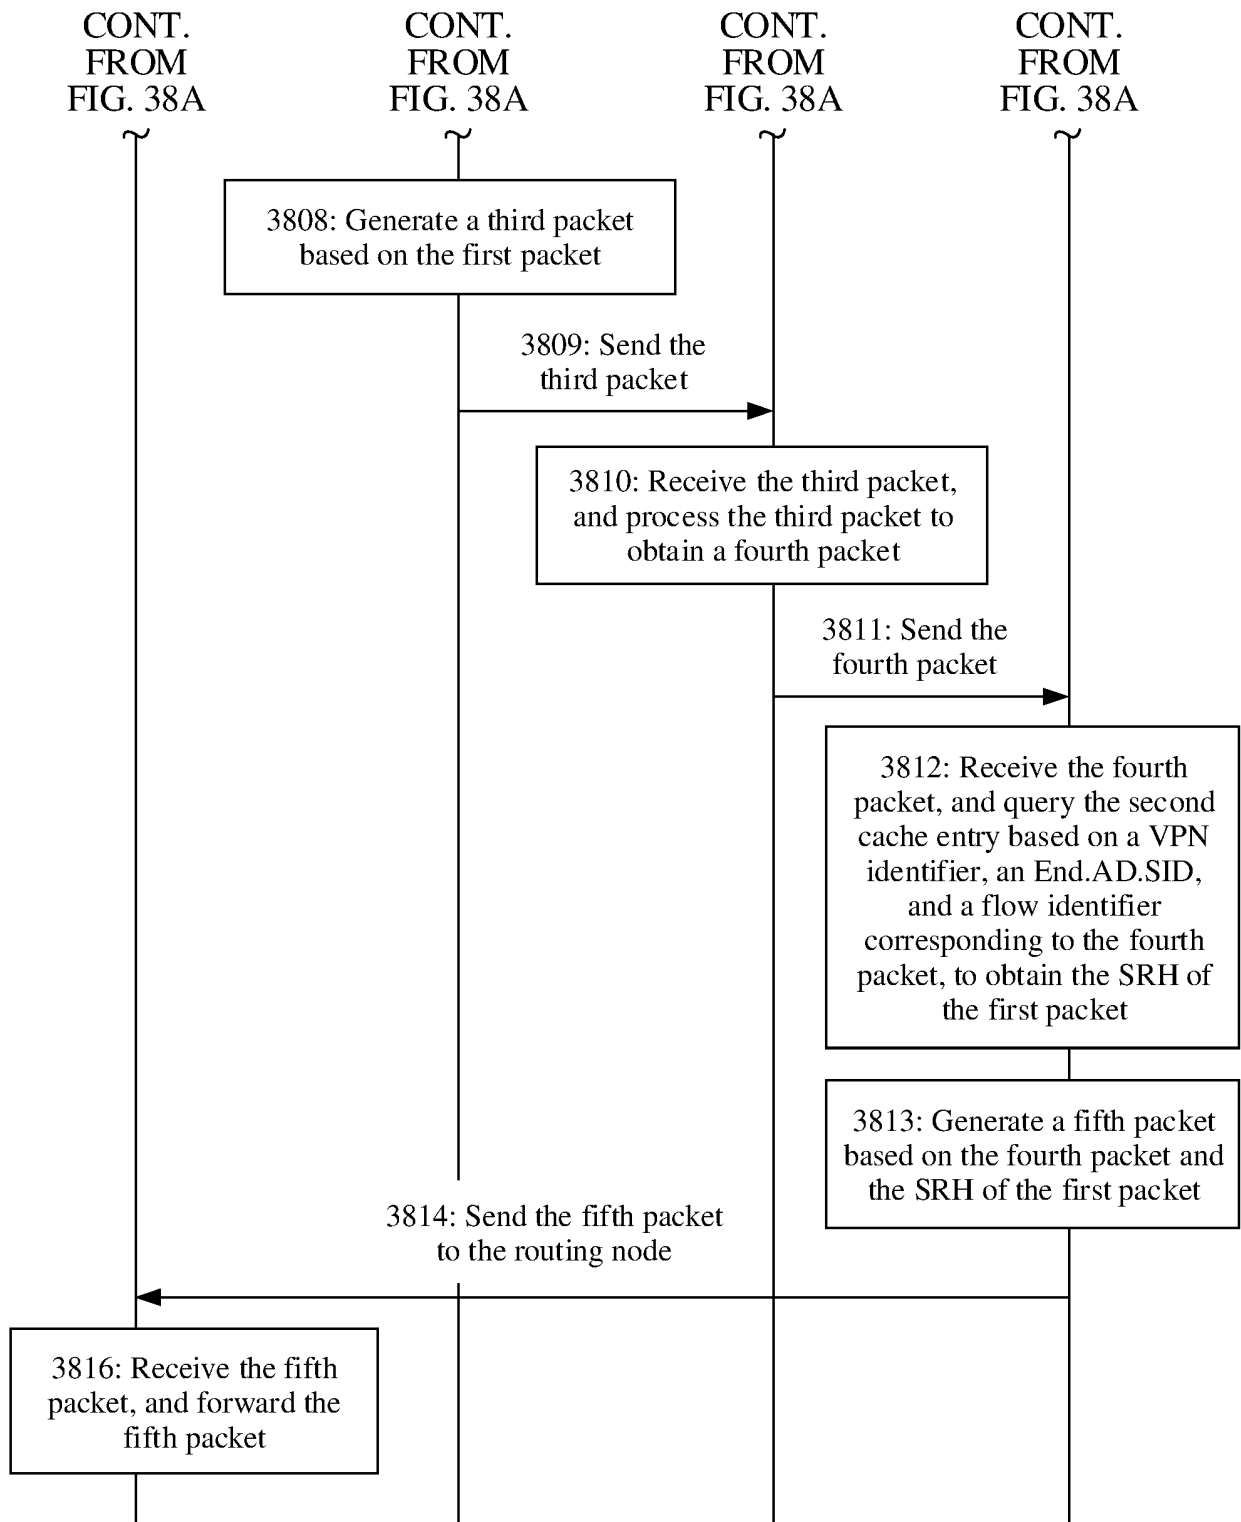 CONT.
FROM
FIG. 38A
CONT.
FROM
FIG. 38A
CONT.
FROM
FIG. 38A
CONT.
FROM
FIG. 38A
3808: Generate a third packet
based on the first packet
3809: Send the
third packet
3810: Receive the third packet,
and process the third packet to
obtain a fourth packet
3811: Send the
fourth packet
3812: Receive the fourth
packet, and query the second
cache entry based on a VPN
identifier, an End.AD.SID,
and a flow identifier
corresponding to the fourth
packet, to obtain the SRH of
the first packet
3813: Generate a fifth packet
based on the fourth packet and
the SRH of the first packet
3814: Send the fifth packet
to the routing node
3816: Receive the fifth
packet, and forward the
fifth packet